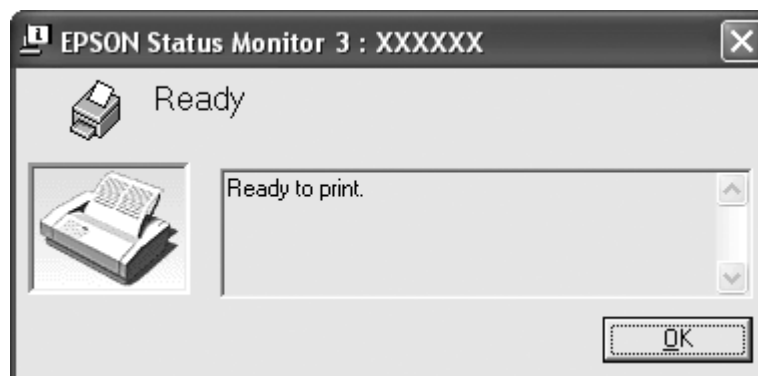 EPSON Status Monitor 3 : XXXXXX
Ready
Ready to print.
OK